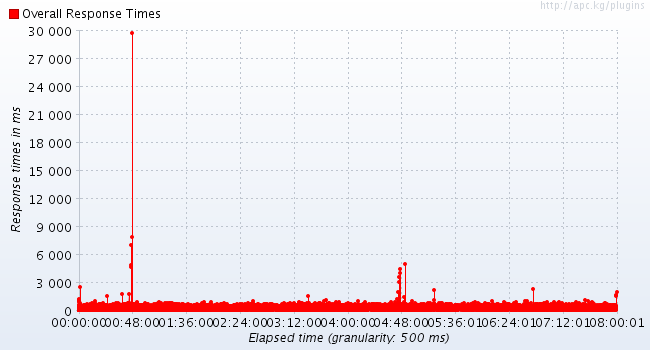 http://apc.kg/plugins
Overall Response Times
30 000
27 000
24 000
21 000
18 000
15 000
12 000
9 000
6 000
3 000
0
Response times in ms
00:00:00 00:48:00 01:36:00 02:24:00 03:12:00 04:00:00 04:48:00 05:36:01 06:24:01 07:12:01 08:00:01
Elapsed time (granularity: 500 ms)